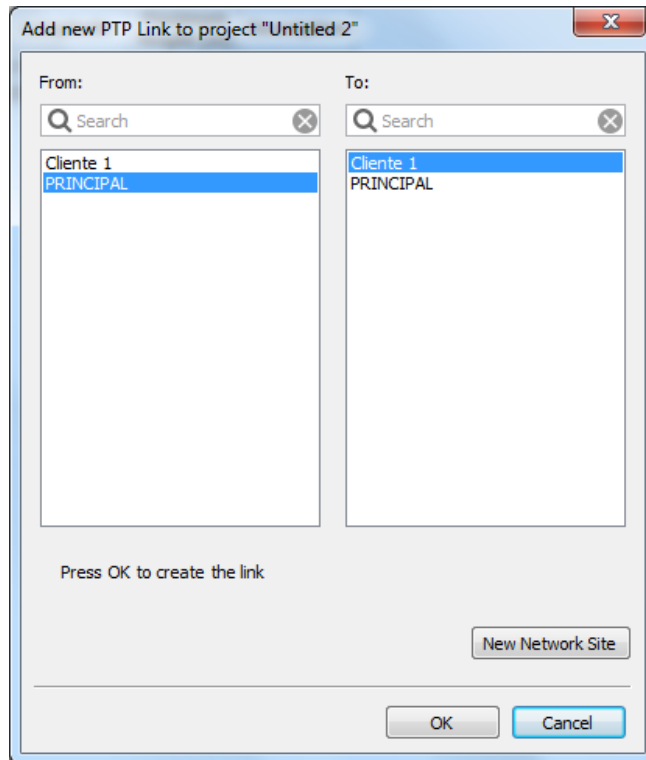 Add new PTP Link to project "Untitled 2"
From:
To:
Search
Search
Cliente 1
PRINCIPAL
Cliente 1
PRINCIPAL
Press OK to create the link
New Network Site
OK
Cancel